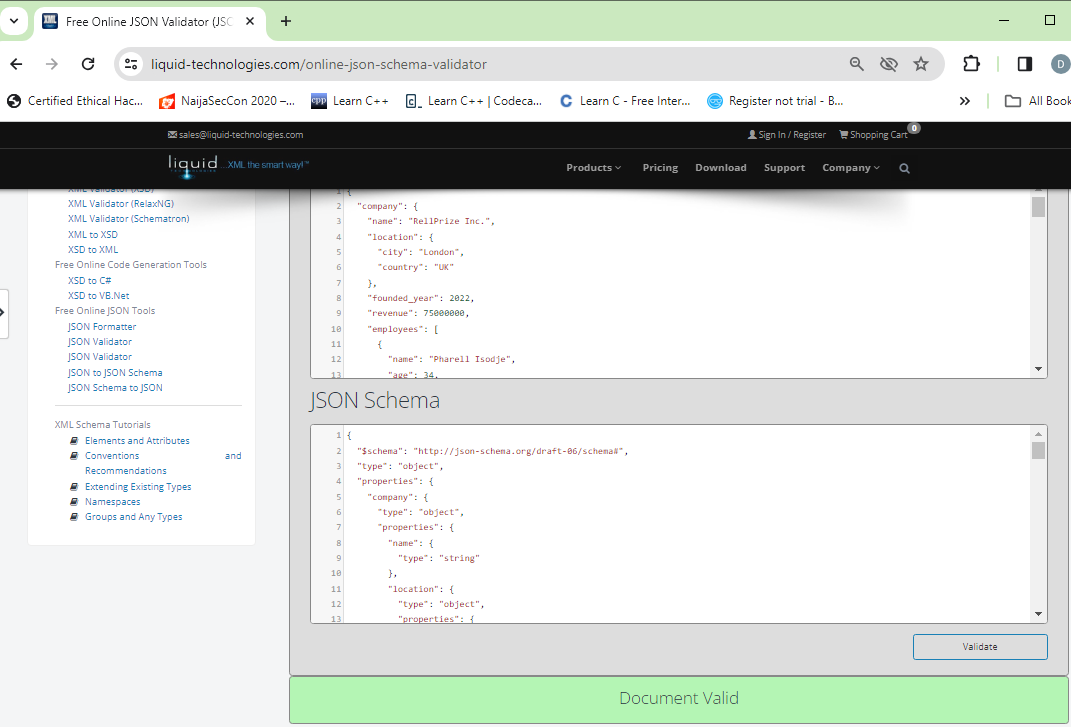 Free Online JSON Validator (JSC
liquid-technologies.com/online-json-schema-validator
D
Certified Ethical Hac...
NaijaSecCon 2020 –...
Learn C++
Learn C++ | Codeca...
Learn C - Free Inter...
Register not trial - B...
All Book
sales@liquid-technologies.com
Sign In / Register
Shopping Cart
0
liquid
TECHNOLOGIES
...XML the smart way!™
Products
Pricing
Download
Support
Company
XML Validator (XSD)
XML Validator (RelaxNG)
XML Validator (Schematron)
XML to XSD
XSD to XML
Free Online Code Generation Tools
XSD to C#
XSD to VB.Net
Free Online JSON Tools
JSON Formatter
JSON Validator
JSON Validator
JSON to JSON Schema
JSON Schema to JSON
XML Schema Tutorials
Elements and Attributes
Conventions and
Recommendations
Extending Existing Types
Namespaces
Groups and Any Types
1 {
2 "company": {
3 "name": "RellPrize Inc.",
4 "location": {
5 "city": "London",
6 "country": "UK"
7 },
8 "founded_year": 2022,
9 "revenue": 75000000,
10 "employees": [
11 {
12 "name": "Pharell Isodje",
13 "age": 34,
JSON Schema
1 {
2 "$schema": "http://json-schema.org/draft-06/schema#",
3 "type": "object",
4 "properties": {
5 "company": {
6 "type": "object",
7 "properties": {
8 "name": {
9 "type": "string"
10 },
11 "location": {
12 "type": "object",
13 "properties": {
Validate
Document Valid